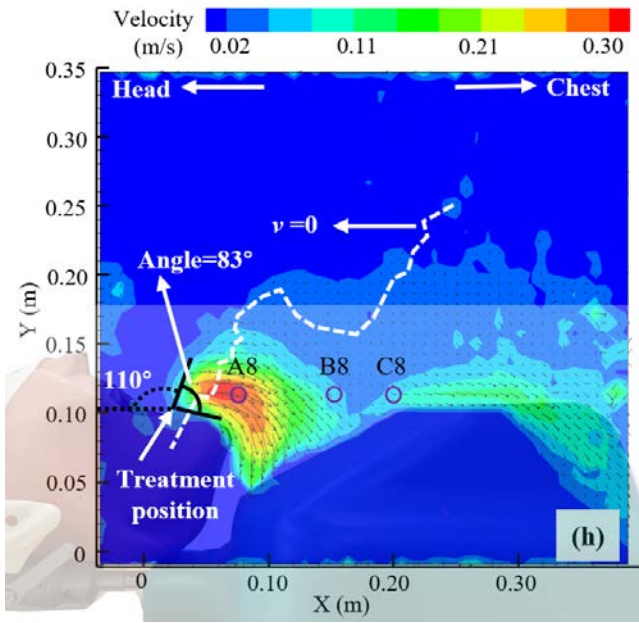 Velocity
(m/s)
0.02 0.11 0.21 0.30
0.35
0.30
0.25
0.20
0.15
0.10
0.05
0
Y (m)
Head
Chest
v =0
Angle=83°
A8
B8
C8
110°
Treatment
position
(h)
0 0.10 0.20 0.30
X (m)